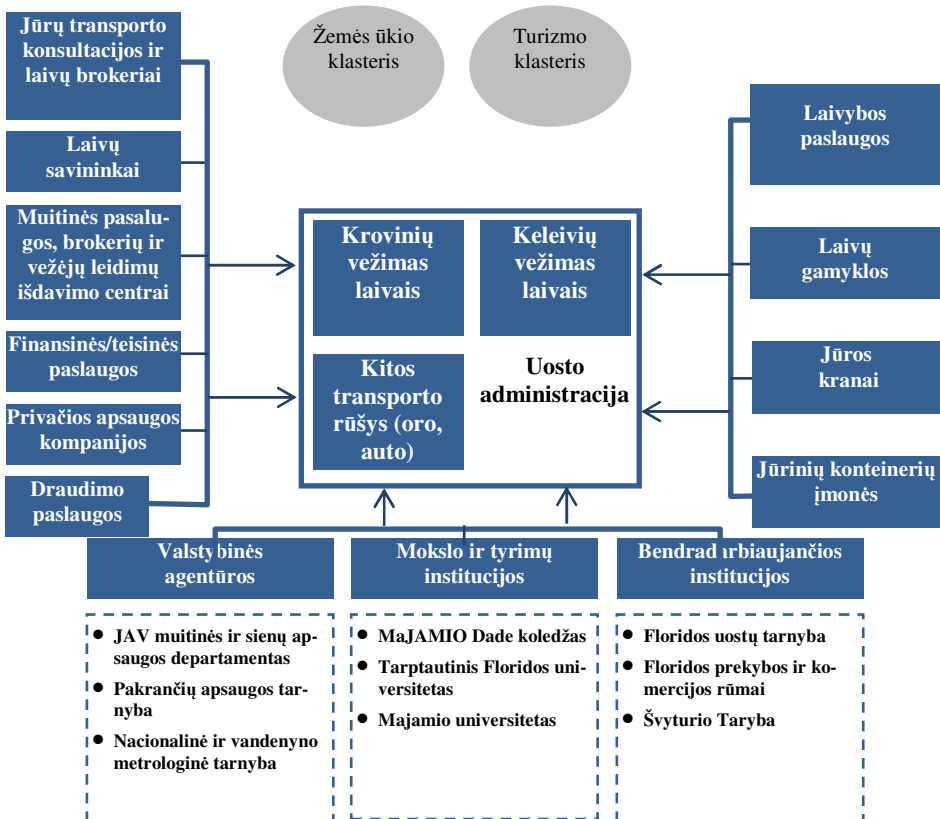 Jūrų transporto
konsultacijos ir
laivų brokeriai
Laivų
savininkai
Muitinės pasalu-
gos, brokerių ir
vežėjų leidimų
išdavimo centrai
Finansinės/teisinės
paslaugos
Privačios apsaugos
kompanijos
Draudimo
paslaugos
Žemės ūkio
klasteris
Turizmo
klasteris
Krovinių
vežimas
laivais
Keleivių
vežimas
laivais
Kitos
transporto
rūšys (oro,
auto)
Uosto
administracija
Laivybos
paslaugos
Laivų
gamyklos
Jūros
kranai
Jūrinių konteinerių
įmonės
Valstybinės
agentūros
Mokslo ir tyrimų
institucijos
Bendradarbiaujančios
institucijos
● JAV muitinės ir sienų ap-
saugos departamentas
● Pakrančių apsaugos tar-
nyba
● Nacionalinė ir vandenyno
metrologinė tarnyba
● MaJAMIO Dade koledžas
● Tarptautinis Floridos uni-
versitetas
● Majamio universitetas
● Floridos uostų tarnyba
● Floridos prekybos ir ko-
mercijos rūmai
● Švyturio Taryba